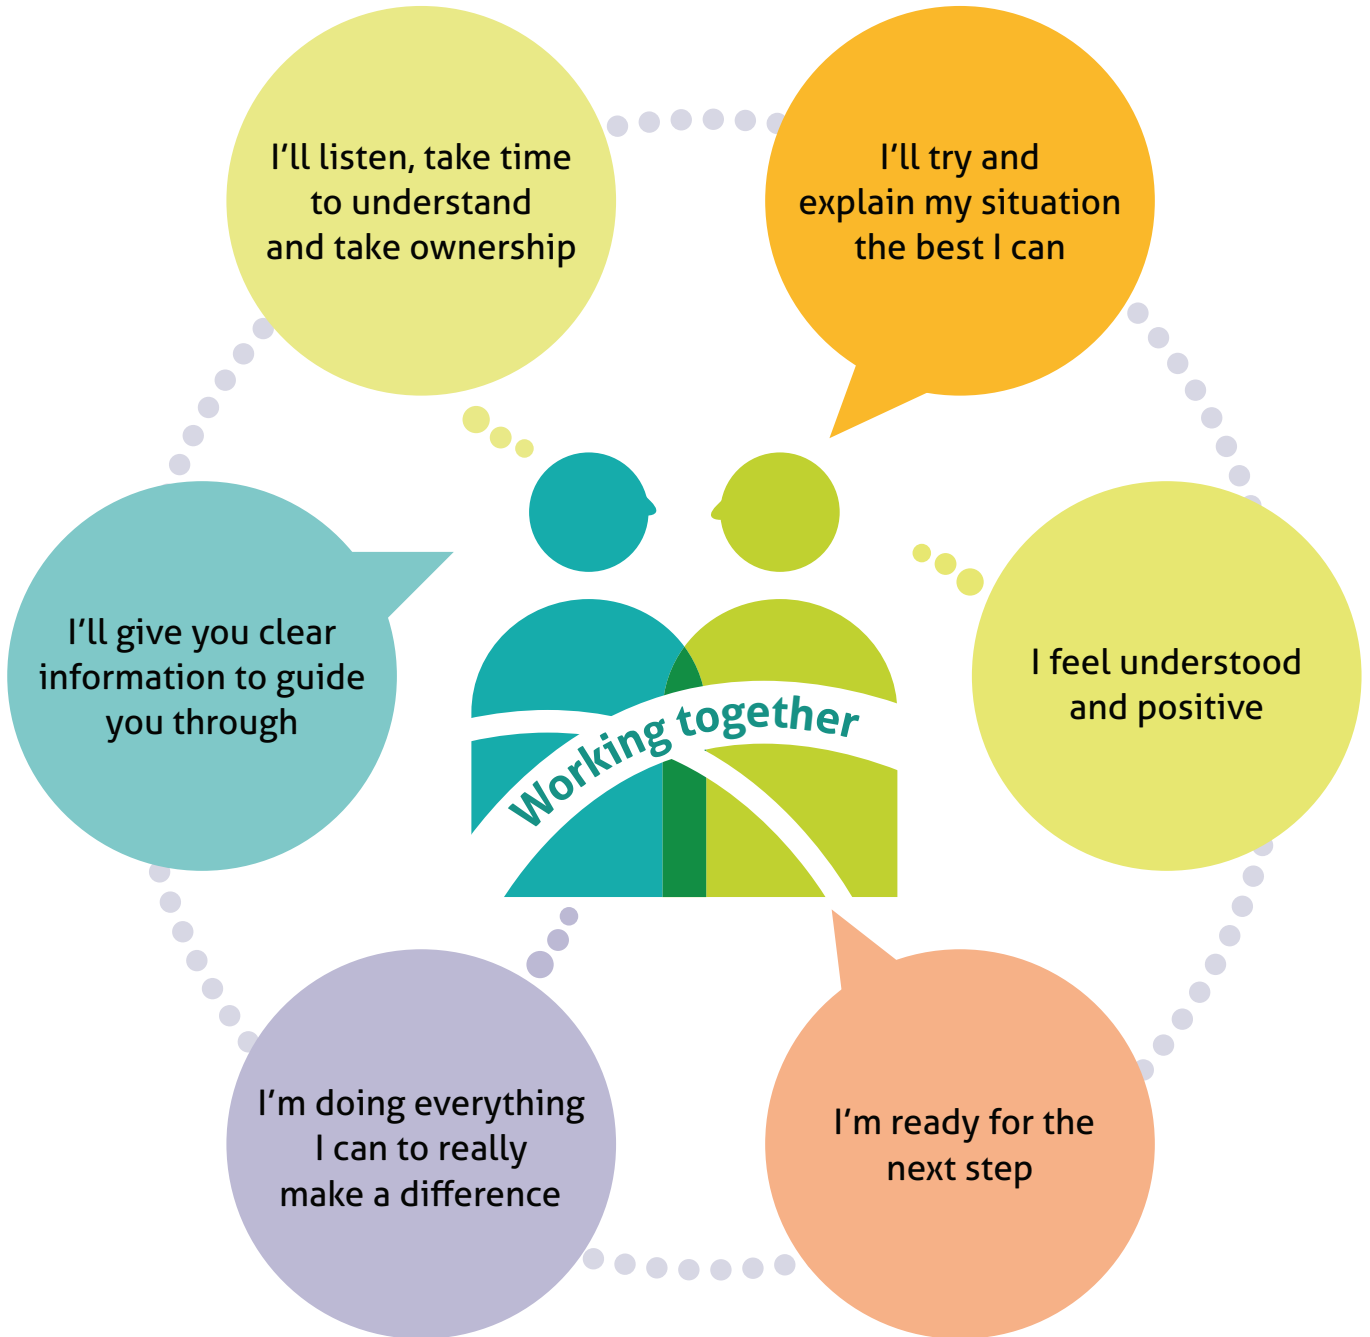 I'll listen, take time
to understand
and take ownership
I'll try and
explain my situation
the best I can
I'll give you clear
information to guide
you through
I feel understood
and positive
Working together
I'm doing everything
I can to really
make a difference
I'm ready for the
next step